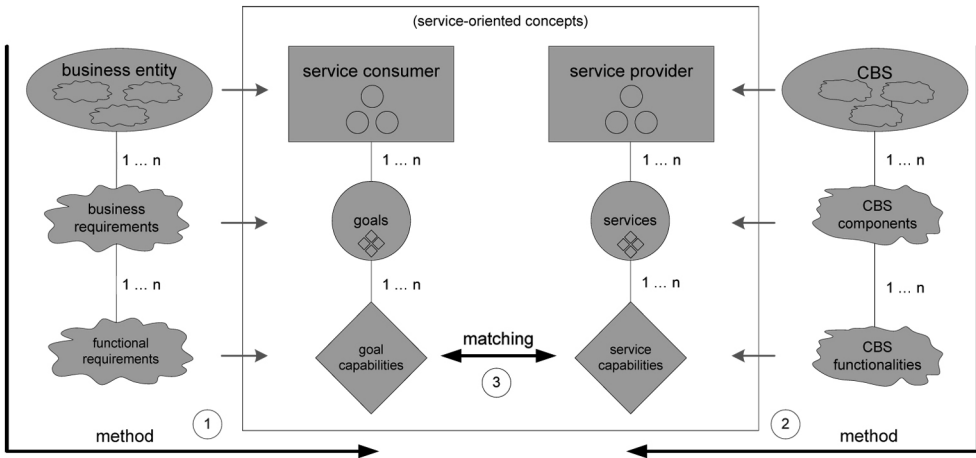 (service-oriented concepts)
business entity
service consumer
service provider
CBS
1 ... n
1 ... n
1 ... n
1 ... n
business
requirements
goals
services
CBS
components
1 ... n
1 ... n
1 ... n
1 ... n
functional
requirements
goal
capabilities
matching
3
service
capabilities
CBS
functionalities
1
2
method
method